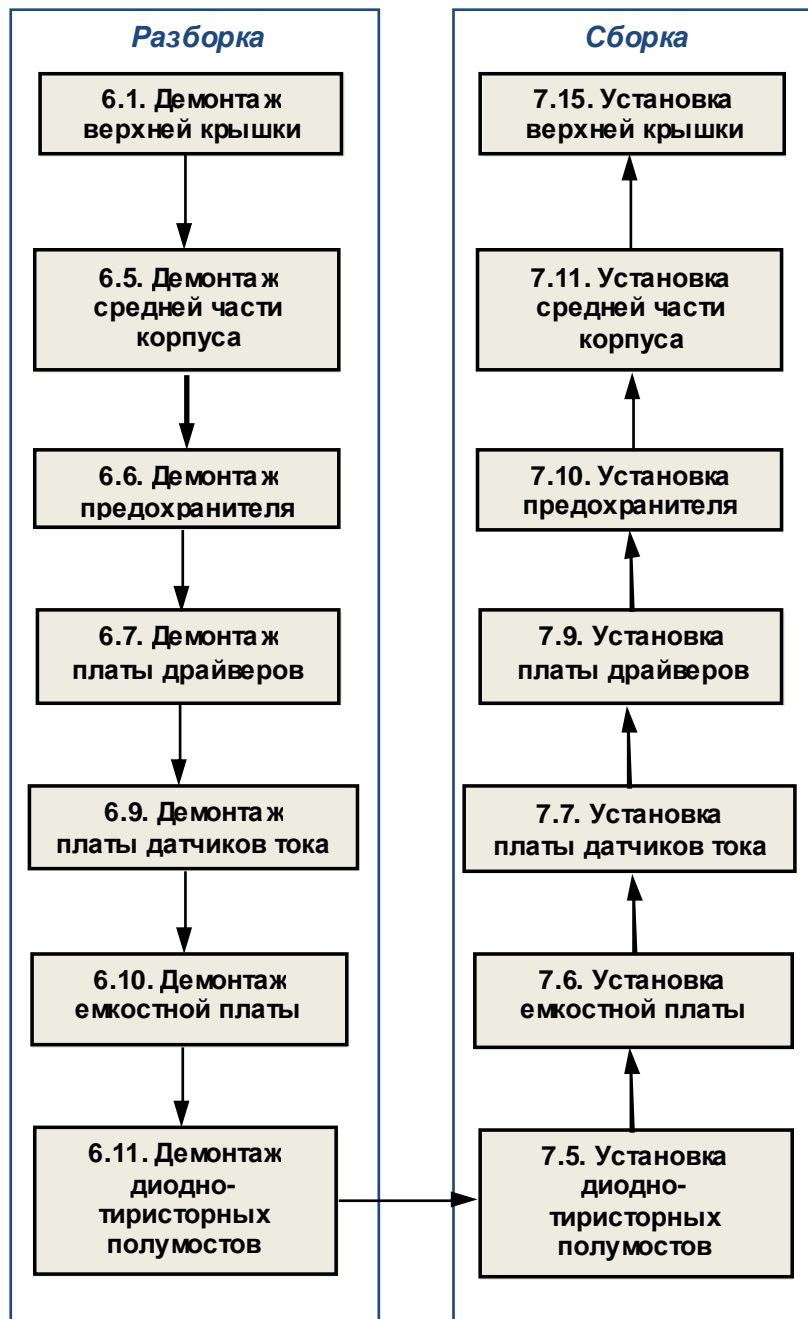 Разборка
6.1. Демонтаж
верхней крышки
6.5. Демонтаж
средней части
корпуса
6.6. Демонтаж
предохранителя
6.7. Демонтаж
платы драйверов
6.9. Демонтаж
платы датчиков тока
6.10. Демонтаж
емкостной платы
6.11. Демонтаж
диодно-
тиристорных
полумостов
Сборка
7.15. Установка
верхней крышки
7.11. Установка
средней части
корпуса
7.10. Установка
предохранителя
7.9. Установка
платы драйверов
7.7. Установка
платы датчиков тока
7.6. Установка
емкостной платы
7.5. Установка
диодно-
тиристорных
полумостов